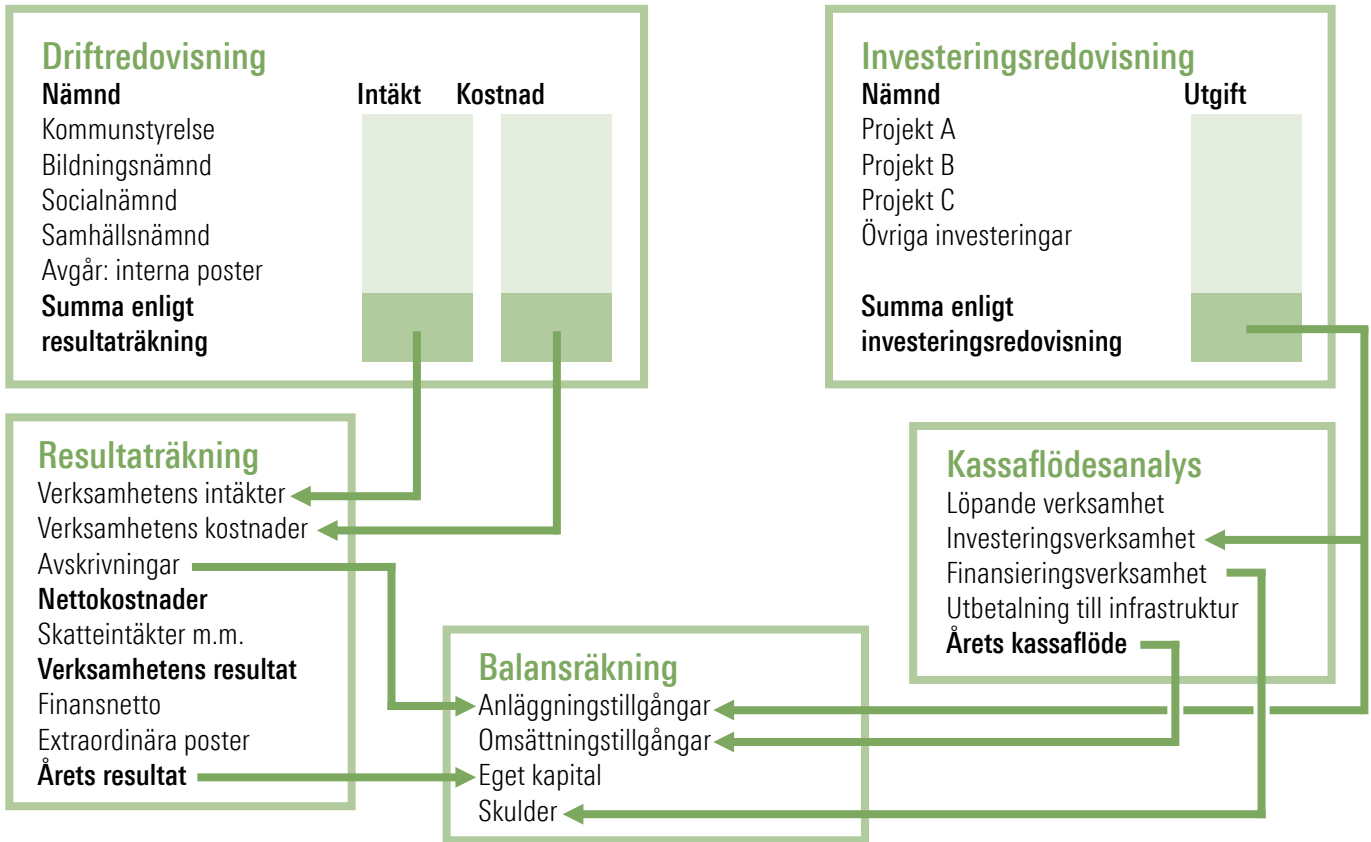 Driftredovisning
Nämnd Intäkt Kostnad
Kommunstyrelse
Bildningsnämnd
Socialnämnd
Samhällsnämnd
Avgår: interna poster
Summa enligt
resultaträkning
Investeringsredovisning
Nämnd Utgift
Projekt A
Projekt B
Projekt C
Övriga investeringar
Summa enligt
investeringsredovisning
Resultaträkning
Verksamhetens intäkter
Verksamhetens kostnader
Avskrivningar
Nettokostnader
Skatteintäkter m.m.
Verksamhetens resultat
Finansnetto
Extraordinära poster
Årets resultat
Kassaflödesanalys
Löpande verksamhet
Investeringsverksamhet
Finansieringsverksamhet
Utbetalning till infrastruktur
Årets kassaflöde
Balansräkning
Anläggningstillgångar
Omsättningstillgångar
Eget kapital
Skulder